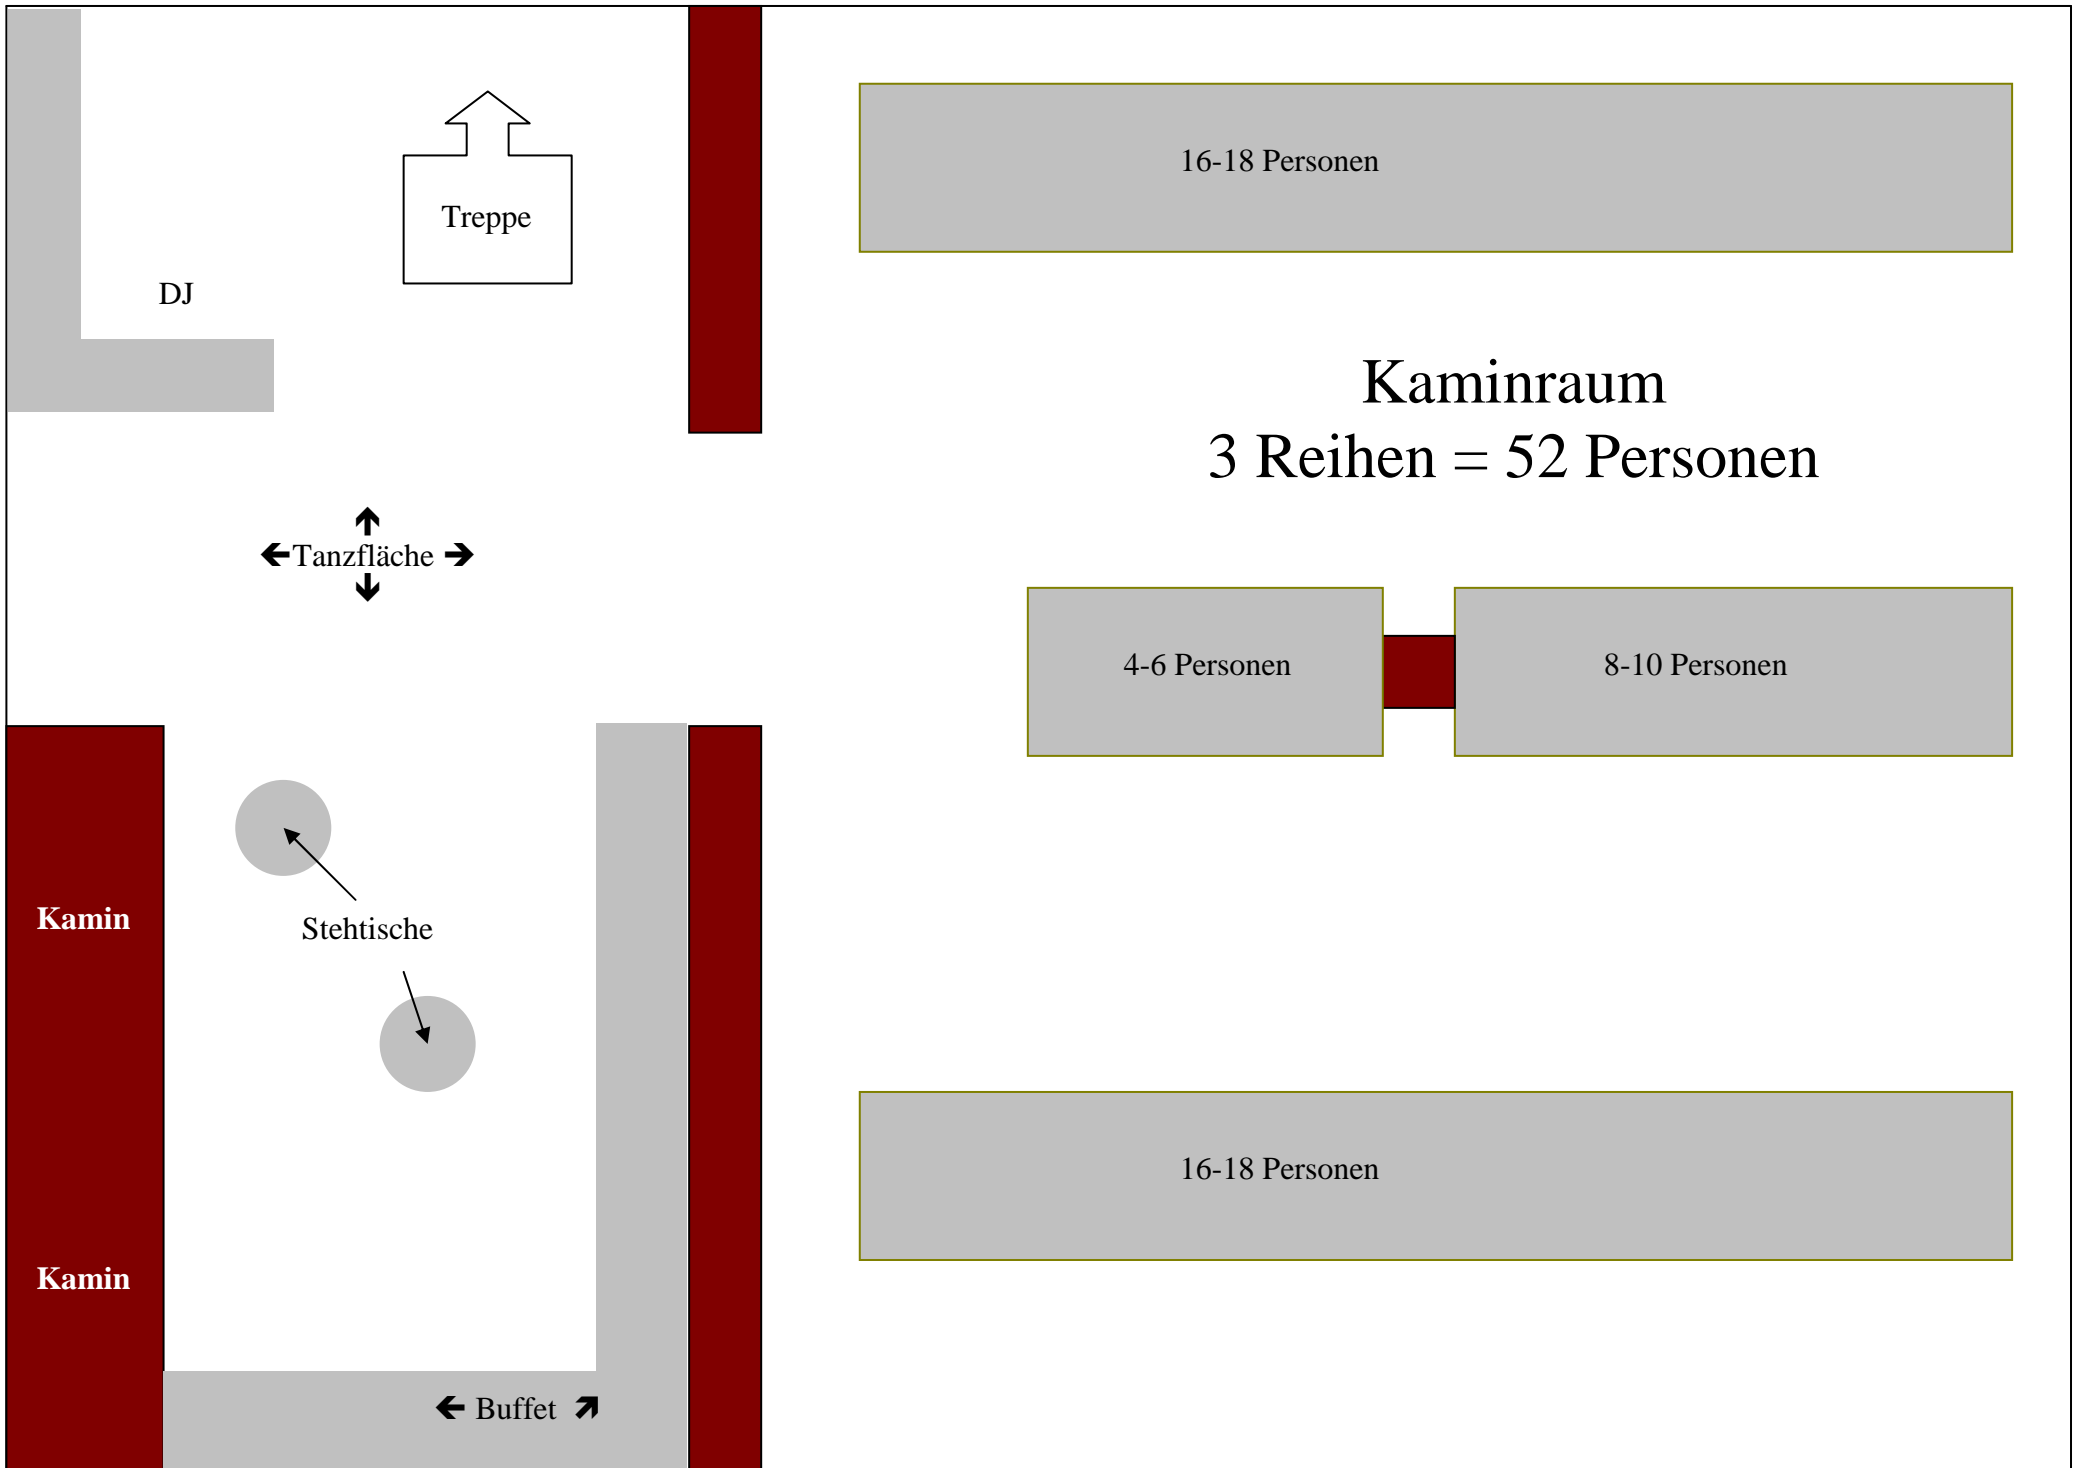 16-18 Personen
Treppe
DJ
Kaminraum
3 Reihen = 52 Personen
🡹
🡸Tanzfläche 🡺
🡻
4-6 Personen
8-10 Personen
Kamin
Stehtische
16-18 Personen
Kamin
🡸 Buffet 🡽